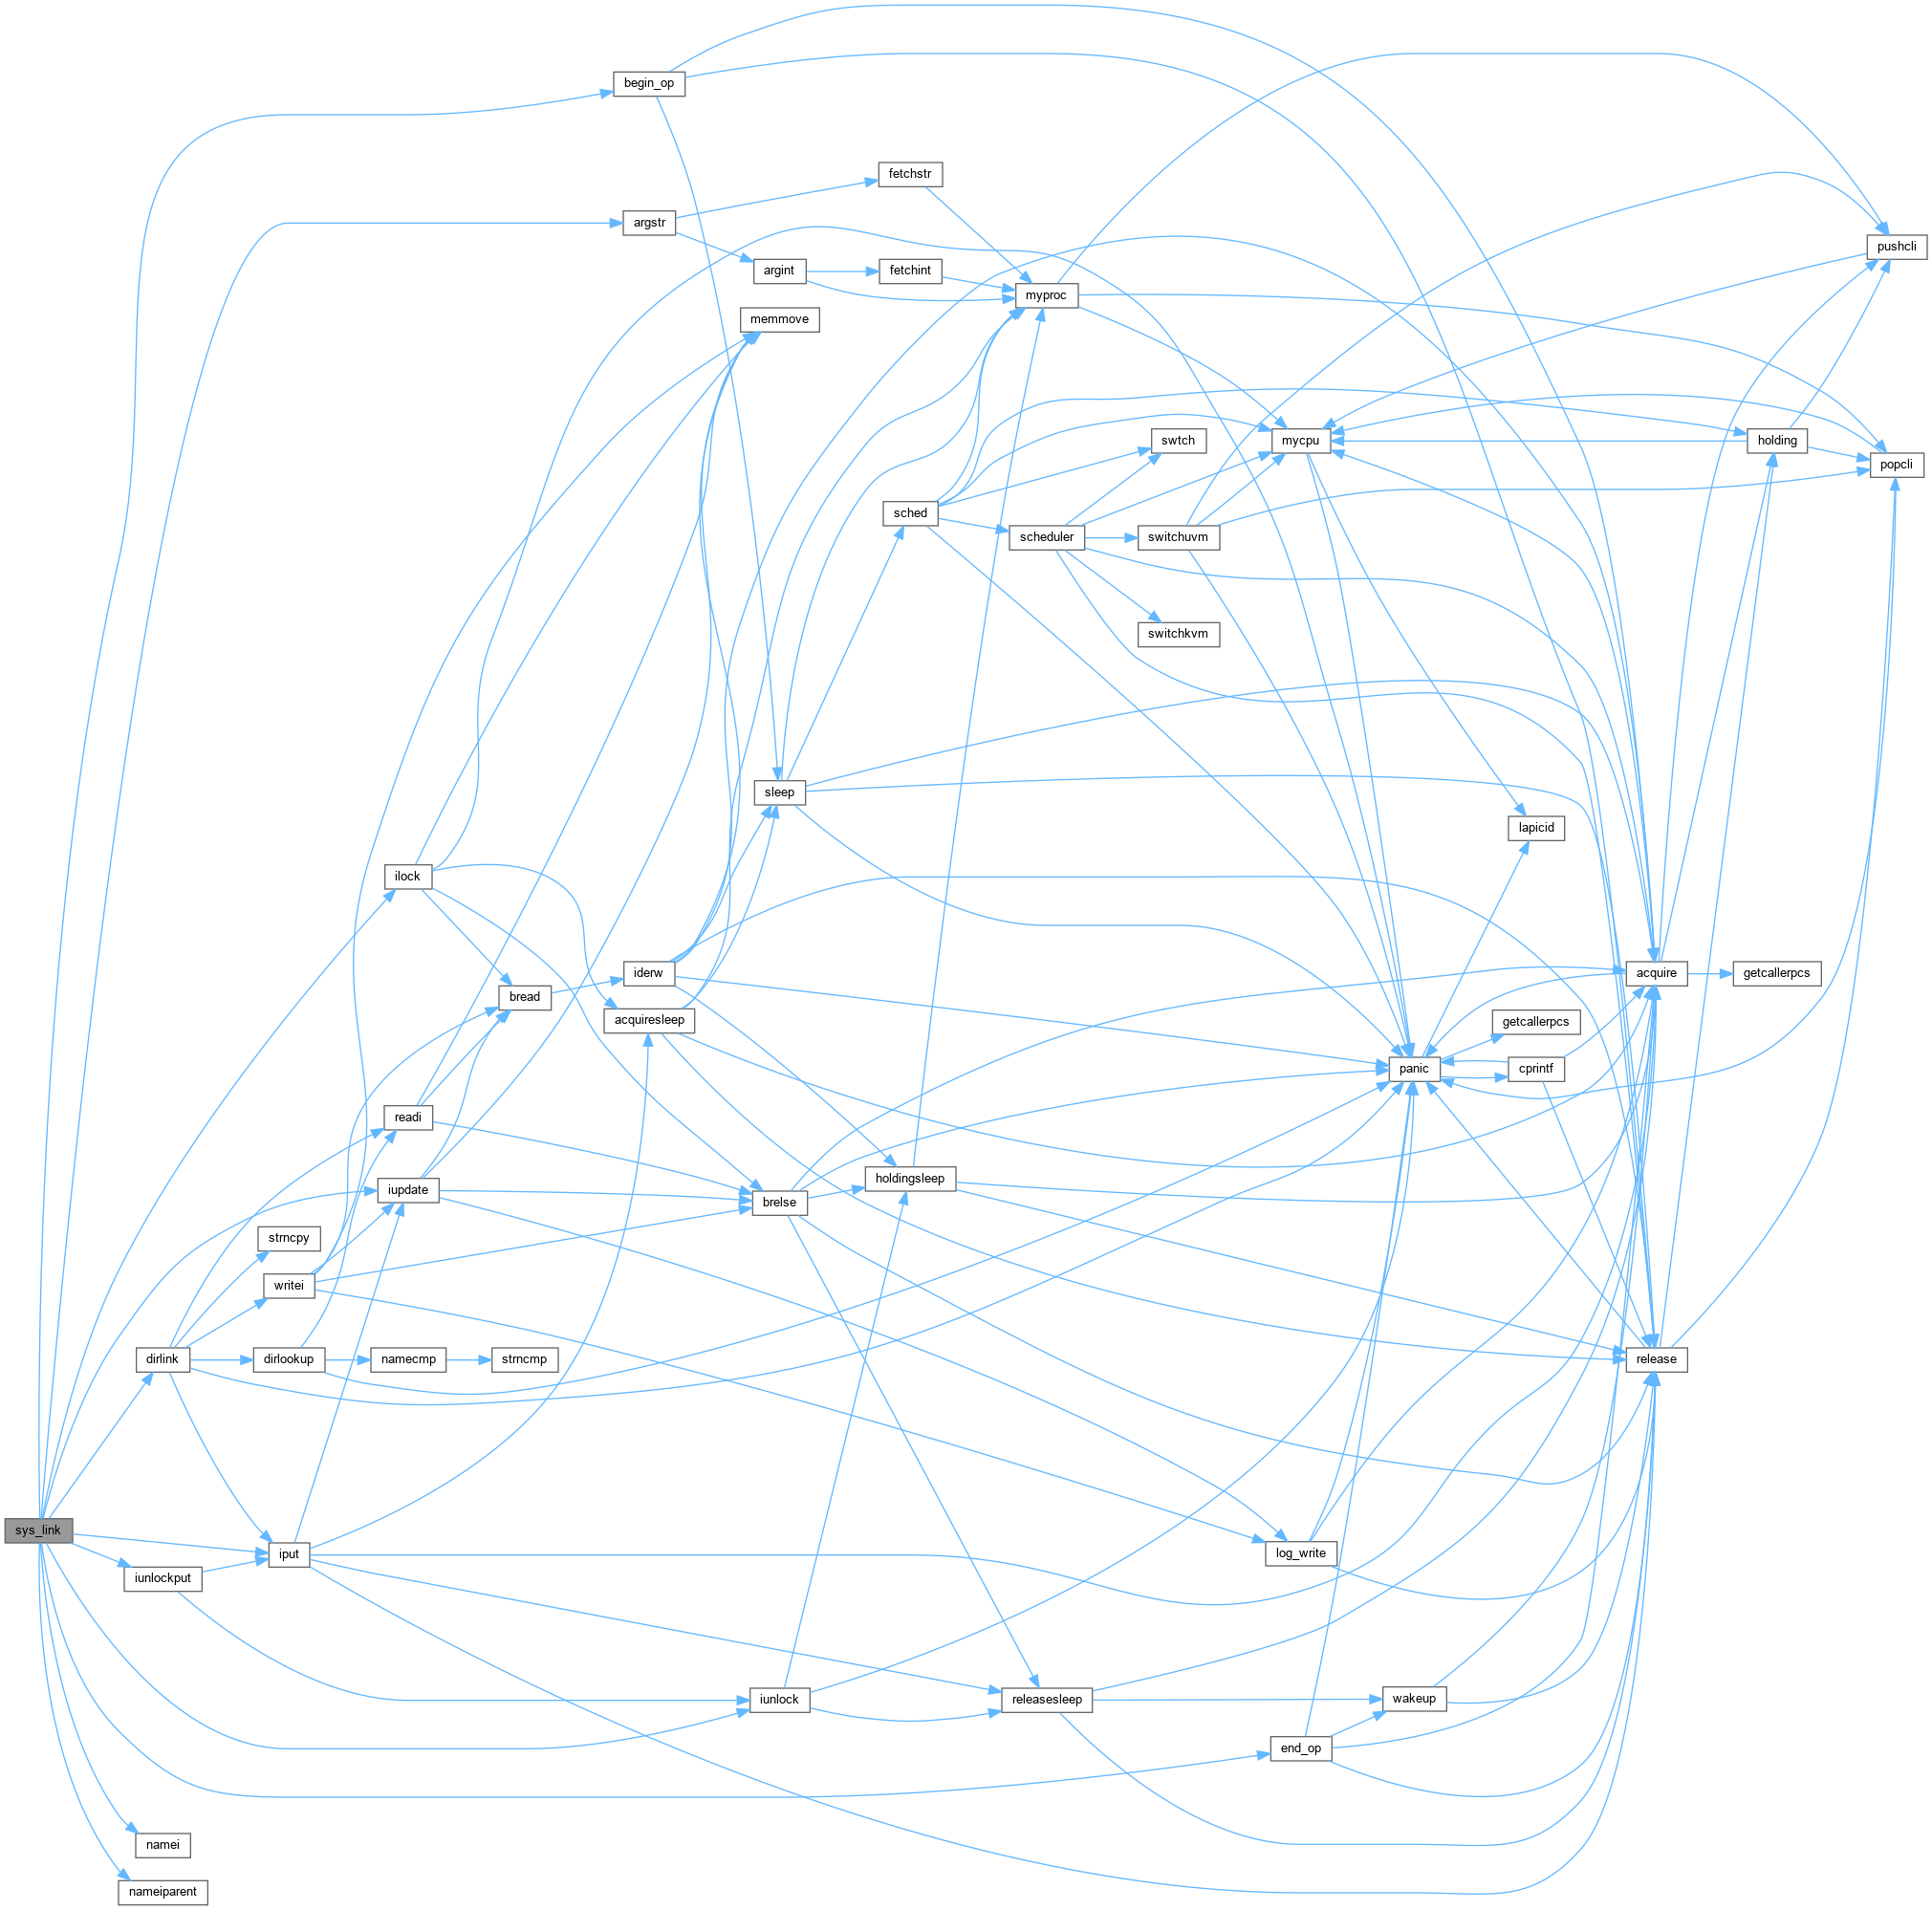 begin_op
fetchstr
argstr
pushcli
argint
fetchint
myproc
memmove
swtch
mycpu
holding
popcli
sched
scheduler
switchuvm
switchkvm
sleep
lapicid
ilock
iderw
acquire
getcallerpcs
bread
acquiresleep
getcallerpcs
panic
cprintf
readi
holdingsleep
iupdate
brelse
strncpy
writei
dirlink
dirlookup
namecmp
strncmp
release
sys_link
iput
log_write
iunlockput
iunlock
releasesleep
wakeup
end_op
namei
nameiparent